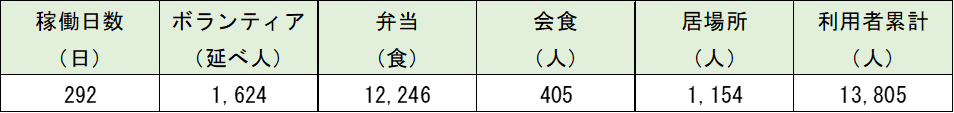 稼働日数 ボランティア 弁当 会食 居場所 利用者累計
（日） （延べ人） （食） （人） （人） （人）
292 1,624 12,246 405 1,154 13,805